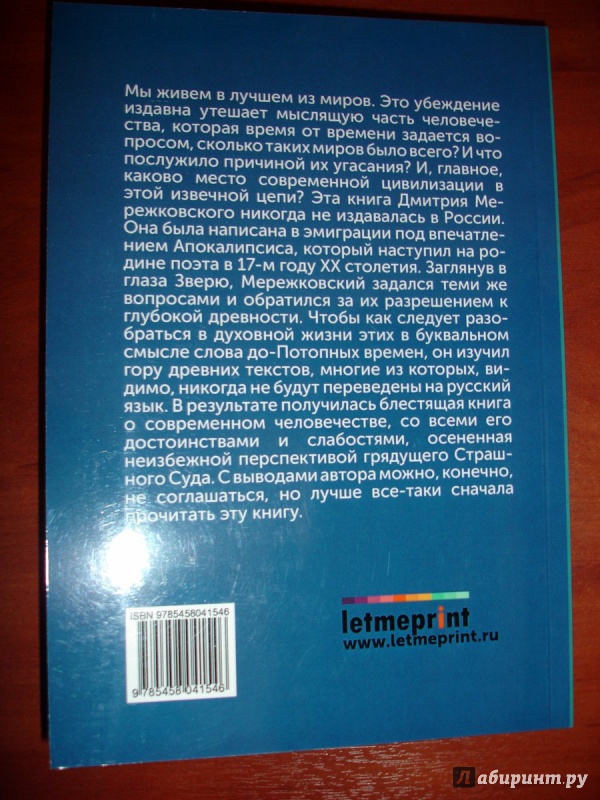 Мы живем в лучшем из миров. Это убеждение
издавна утешает мыслящую часть человече-
ства, которая время от времени задается во-
просом, сколько таких миров было всего? И что
послужило причиной их угасания? И, главное,
каково место современной цивилизации в
этой извечной цепи? Эта книга Дмитрия Ме-
режковского никогда не издавалась в России.
Она была написана в эмиграции под впечатле-
нием Апокалипсиса, который наступил на ро-
дине поэта в 17-м году XX столетия. Заглянув в
глаза Зверю, Мережковский задался теми же
вопросами и обратился за их разрешением к
глубокой древности. Чтобы как следует разо-
браться в духовной жизни этих в буквальном
смысле слова до-Потопных времен, он изучил
гору древних текстов, многие из которых, ви-
димо, никогда не будут переведены на русский
язык. В результате получилась блестящая книга
о современном человечестве, со всеми его
достоинствами и слабостями, осененная
неизбежной перспективой грядущего Страш-
ного Суда. С выводами автора можно, конечно,
не соглашаться, но лучше все-таки сначала
прочитать эту книгу.
ISBN 9785458041546
9 785458 041546
letmeprint
www.letmeprint.ru
Лабиринт.ру